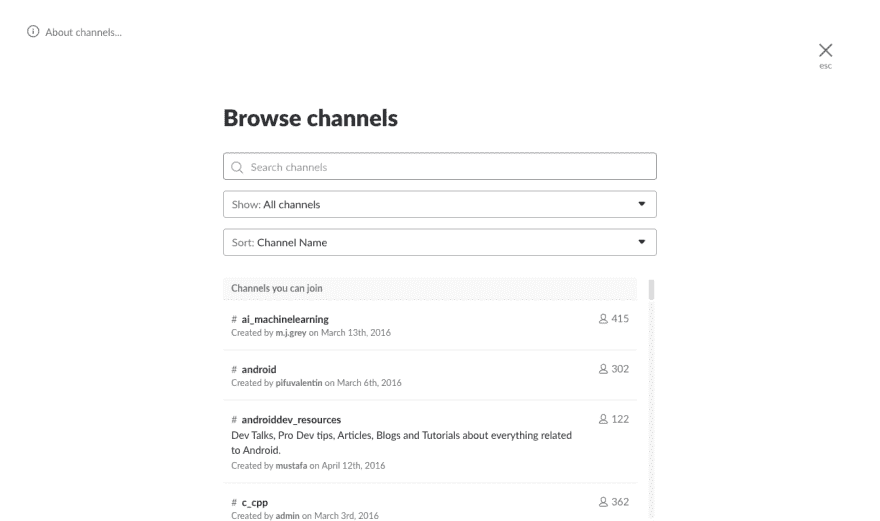 About channels...
esc
Browse channels
Search channels
Show: All channels
Sort: Channel Name
Channels you can join
# ai_machinelearning 415
Created by m.j.grey on March 13th, 2016
# android 302
Created by pifuvalentin on March 6th, 2016
# androiddev_resources 122
Dev Talks, Pro Dev tips, Articles, Blogs and Tutorials about everything related
to Android.
Created by mustafa on April 12th, 2016
# c_cpp 362
Created by admin on March 3rd, 2016